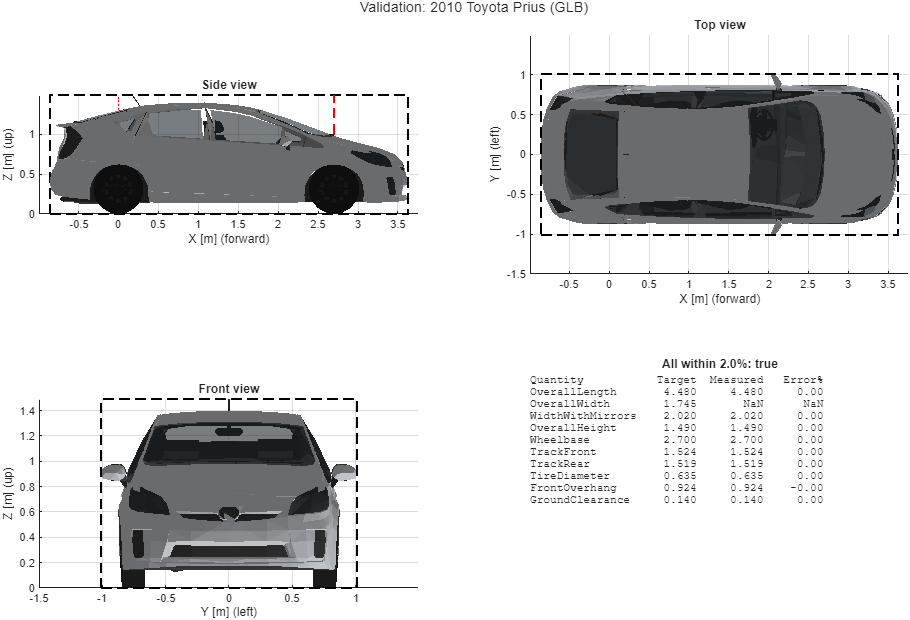 Validation: 2010 Toyota Prius (GLB)
Side view
Z [m] (up)
1
0.5
0
-0.5 0 0.5 1 1.5 2 2.5 3 3.5
X [m] (forward)
Top view
Y [m] (left)
1
0.5
0
-0.5
-1
-1.5
-0.5 0 0.5 1 1.5 2 2.5 3 3.5
X [m] (forward)
Front view
Z [m] (up)
1.4
1.2
1
0.8
0.6
0.4
0.2
0
-1.5 -1 -0.5 0 0.5 1
Y [m] (left)
All within 2.0%: true
Quantity Target Measured Error%
OverallLength 4.480 4.480 0.00
OverallWidth 1.745 NaN NaN
WidthWithMirrors 2.020 2.020 0.00
OverallHeight 1.490 1.490 0.00
Wheelbase 2.700 2.700 0.00
TrackFront 1.524 1.524 0.00
TrackRear 1.519 1.519 0.00
TireDiameter 0.635 0.635 0.00
FrontOverhang 0.924 0.924 -0.00
GroundClearance 0.140 0.140 0.00